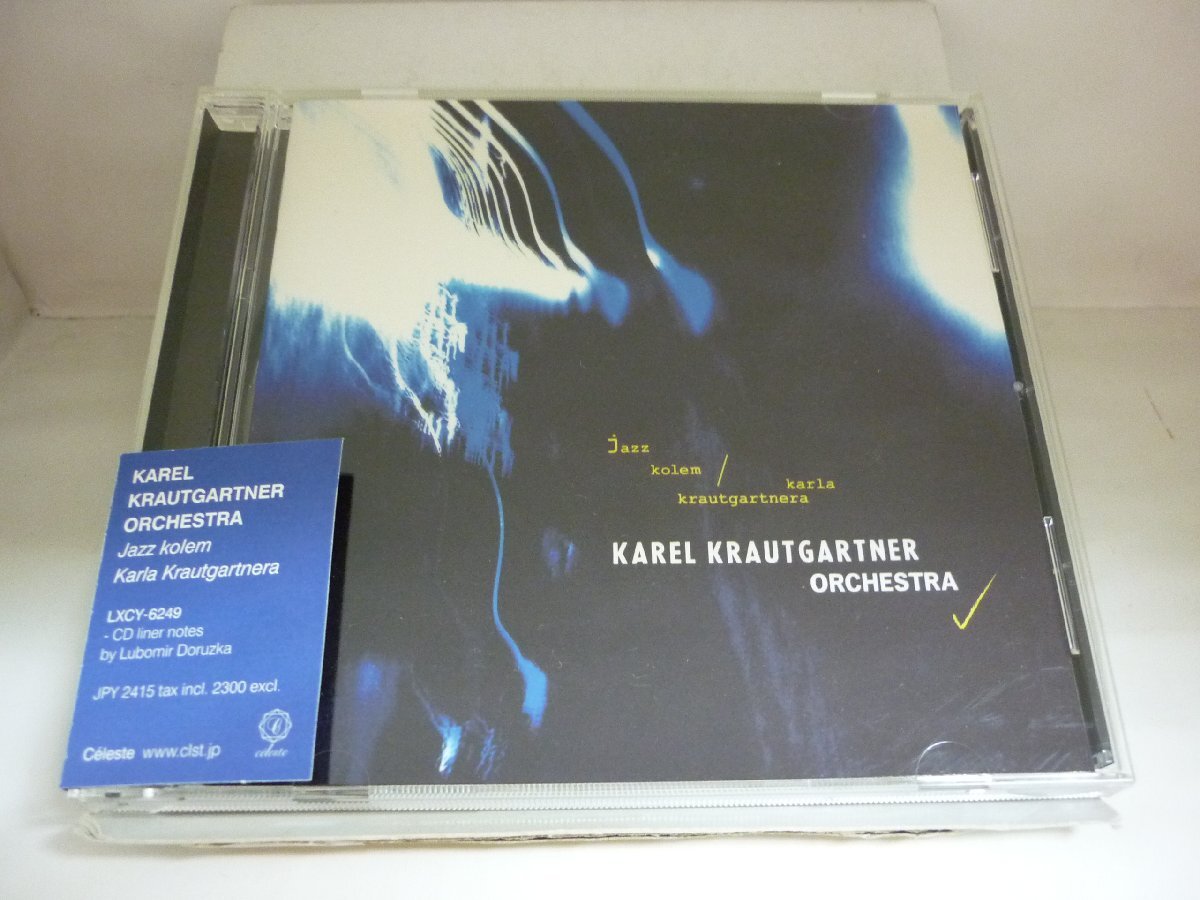 jazz
kolem / karla
krautgartnera
KAREL KRAUTGARTNER
ORCHESTRA
KAREL
KRAUTGARTNER
ORCHESTRA
Jazz kolem
Karla Krautgartnera
LXCY-6249
- CD liner notes
by Lubomir Doruzka
JPY 2415 tax incl. 2300 excl.
Céleste www.clst.jp
céleste